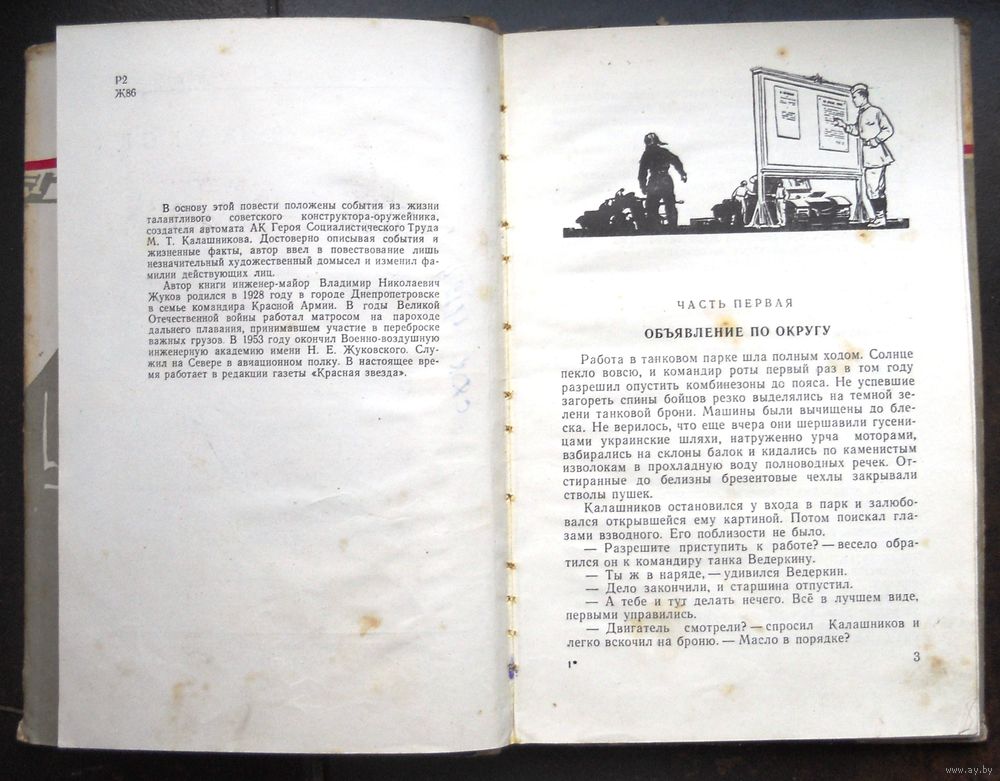 Р2
Ж86
В основу этой повести положены события из жизни
талантливого советского конструктора-оружейника,
создателя автомата АК Героя Социалистического Труда
М. Т. Калашникова. Достоверно описывая события и
жизненные факты, автор ввел в повествование лишь
незначительный художественный домысел и изменил фа-
милии действующих лиц.
Автор книги инженер-майор Владимир Николаевич
Жуков родился в 1928 году в городе Днепропетровске
в семье командира Красной Армии. В годы Великой
Отечественной войны работал матросом на пароходе
дальнего плавания, принимавшем участие в переброске
важных грузов. В 1953 году окончил Военно-воздушную
инженерную академию имени Н. Е. Жуковского. Слу-
жил на Севере в авиационном полку. В настоящее вре-
мя работает в редакции газеты «Красная звезда».
ЧАСТЬ ПЕРВАЯ
ОБЪЯВЛЕНИЕ ПО ОКРУГУ
Работа в танковом парке шла полным ходом. Солнце
пекло вовсю, и командир роты первый раз в том году
разрешил опустить комбинезоны до пояса. Не успевшие
загореть спины бойцов резко выделялись на темной зе-
лени танковой брони. Машины были вычищены до бле-
ска. Не верилось, что еще вчера они шершавили гусени-
цами украинские шляхи, натруженно урча моторами,
взбирались на склоны балок и кидались по каменистым
изволокам в прохладную воду полноводных речек. От-
стиранные до белизны брезентовые чехлы закрывали
стволы пушек.
Калашников остановился у входа в парк и залюбо-
вался открывшейся ему картиной. Потом поискал гла-
зами взводного. Его поблизости не было.
— Разрешите приступить к работе? — весело обра-
тился он к командиру танка Ведеркину.
— Ты ж в наряде, — удивился Ведеркин.
— Дело закончили, и старшина отпустил.
— А тебе и тут делать нечего. Всё в лучшем виде,
первыми управились.
— Двигатель смотрели? — спросил Калашников и
легко вскочил на броню. — Масло в порядке?
1*
3
www.ay.by